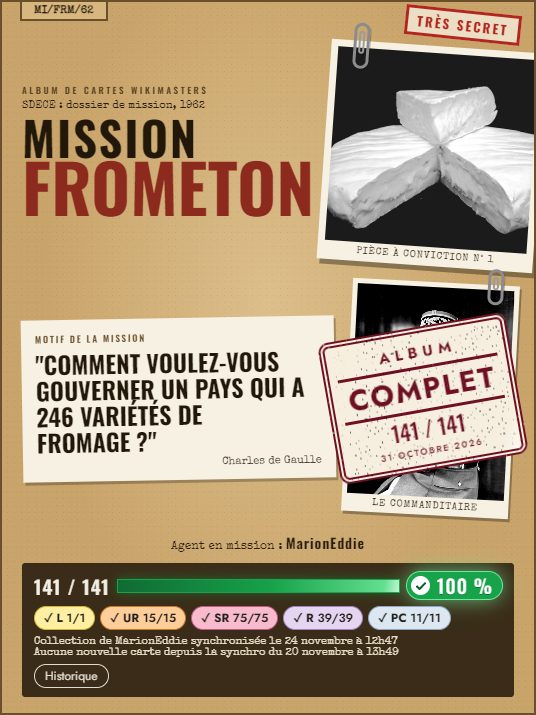 MI/FRM/62
TRÈS SECRET
ALBUM DE CARTES WIKIMASTERS
SDECE : dossier de mission, 1962
MISSION
FROMETON
PIÈCE À CONVICTION N° 1
MOTIF DE LA MISSION
"COMMENT VOULEZ-VOUS
GOUVERNER UN PAYS QUI A
246 VARIÉTÉS DE
FROMAGE ?"
Charles de Gaulle
ALBUM
COMPLET
141 / 141
31 OCTOBRE 2026
LE COMMANDITAIRE
Agent en mission : MarionEddie
141 / 141
✓ 100 %
✓ L 1/1 ✓ UR 15/15 ✓ SR 75/75 ✓ R 39/39 ✓ PC 11/11
Collection de MarionEddie synchronisée le 24 novembre à 12h47
Aucune nouvelle carte depuis la synchro du 20 novembre à 13h49
Historique